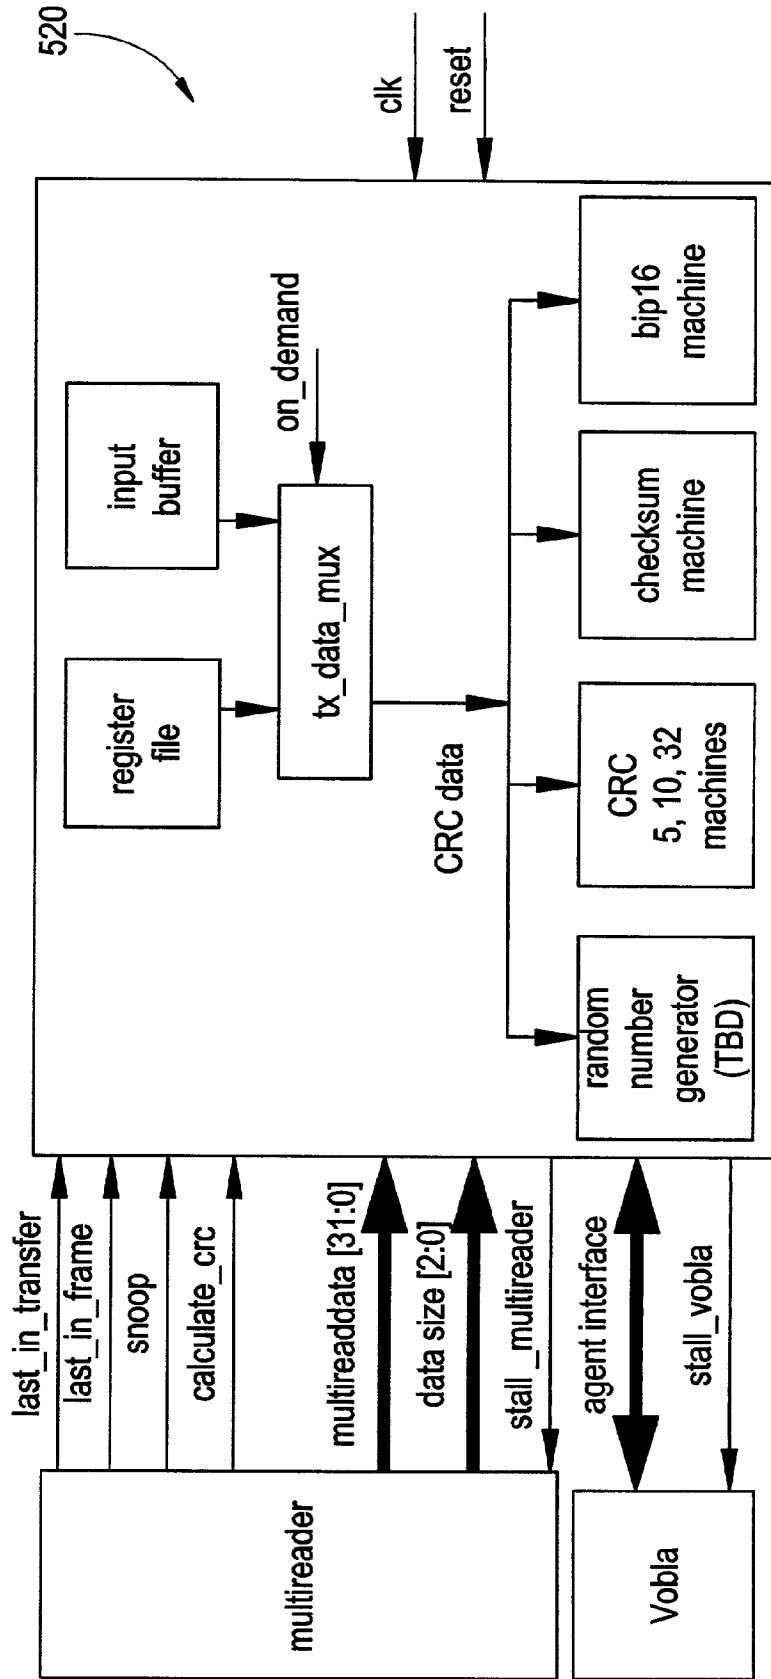 520
last_in_transfer
last_in_frame
snoop
calculate_crc
multireaddata [31:0]
data size [2:0]
stall _multireader
agent interface
stall_vobla
multireader
Vobla
register
file
input
buffer
tx_data_mux
on_demand
CRC data
random
number
generator
(TBD)
CRC
5, 10, 32
machines
checksum
machine
bip16
machine
clk
reset